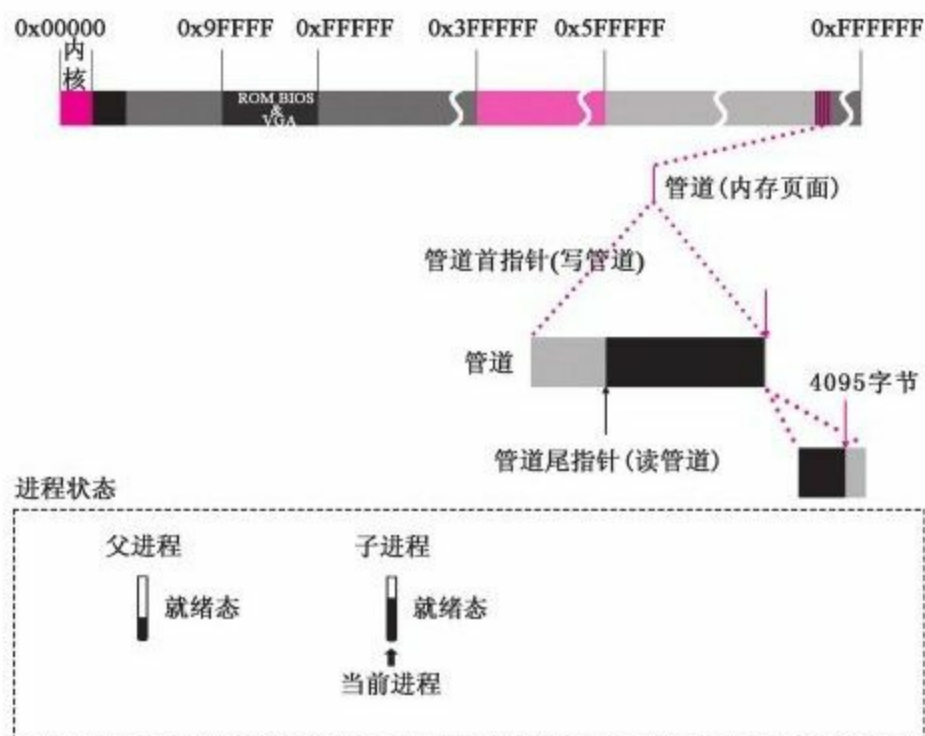 0x00000 0x9FFFF 0xFFFFF 0x3FFFFF 0x5FFFFF 0xFFFFFF
内
核
ROM BIOS
&
VGA
管道(内存页面)
管道首指针(写管道)
管道
4095字节
管道尾指针(读管道)
进程状态
父进程 子进程
就绪态 就绪态
当前进程